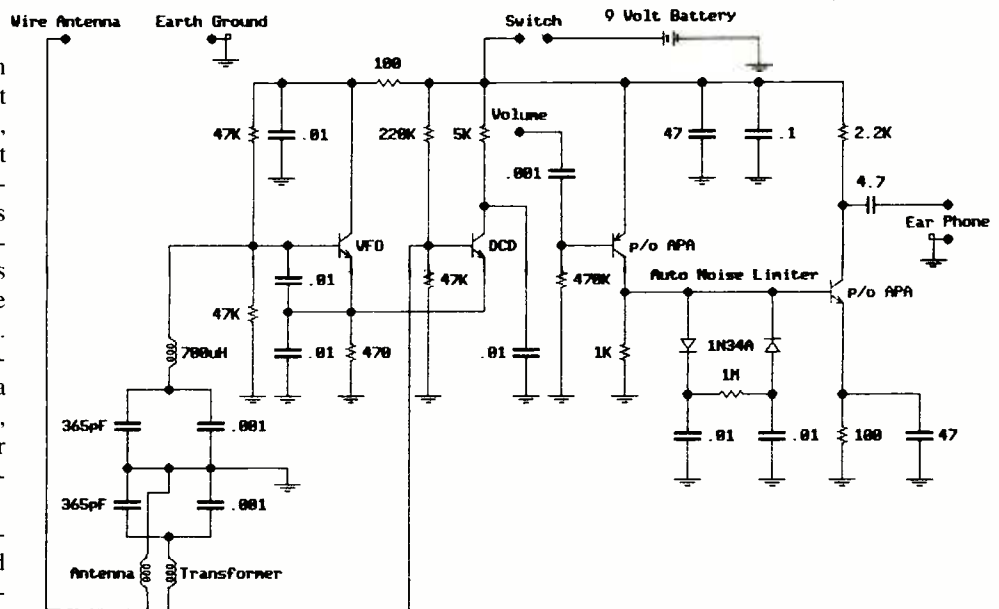 Wire Antenna
Earth Ground
Switch
9 Volt Battery
100
47K
.01
220K
5K
Volume
.001
47
.1
2.2K
4.7
Ear Phone
VFO
DCD
p/o APA
.01
47K
470K
Auto Noise Limiter
p/o APA
47K
700uH
.01
470
.01
1K
1N34A
1M
365pF
.001
.01
.01
100
47
365pF
.001
Antenna
Transformer